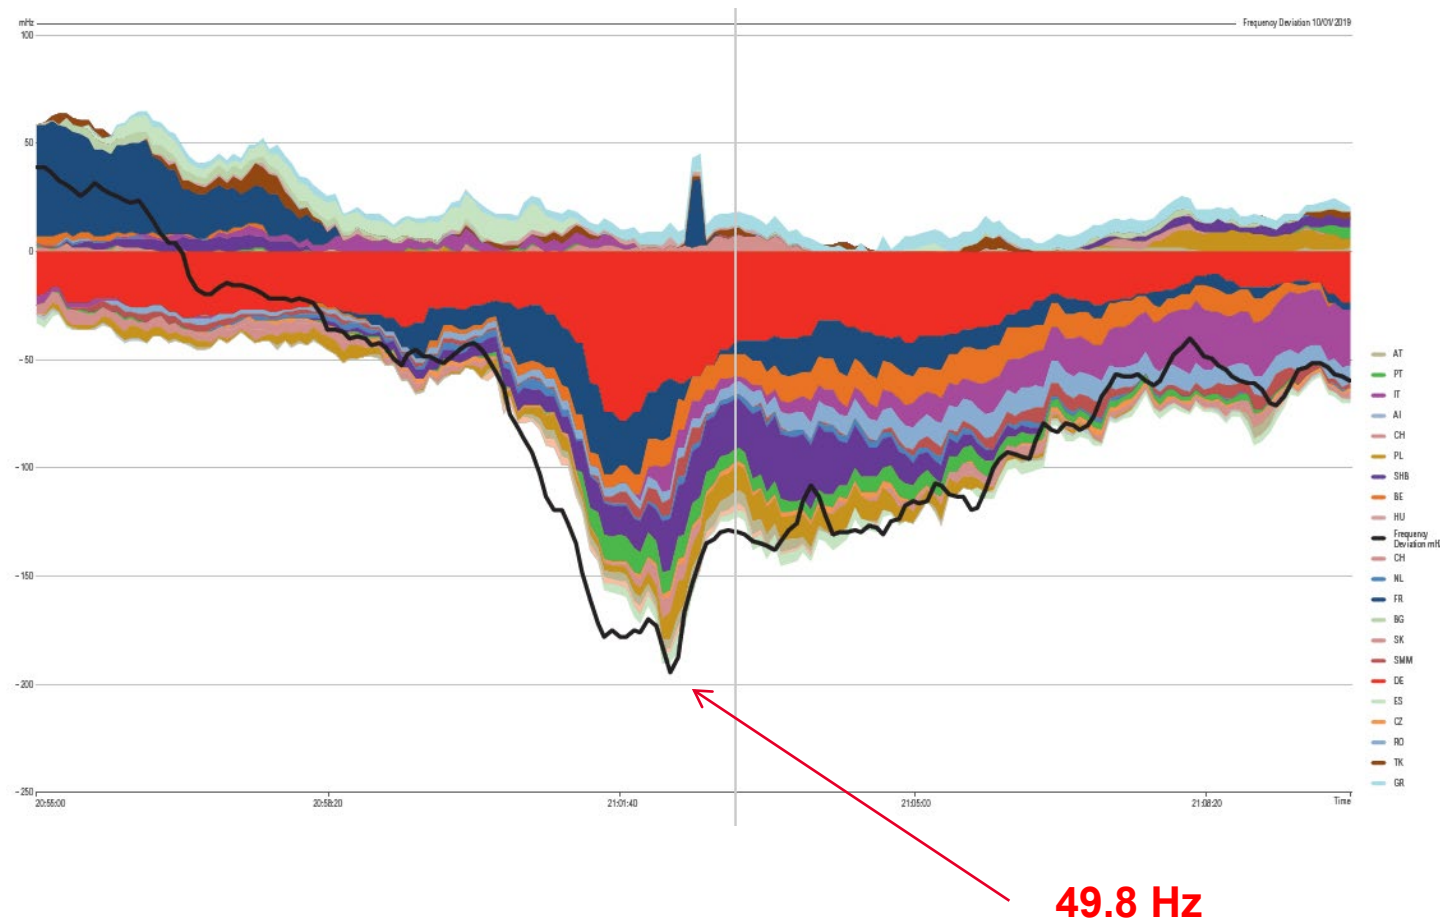 mHz
Frequency Deviation 10/01/2019
100
50
0
-50
-100
-150
-200
-250
20:55:00
20:58:20
21:01:40
21:05:00
21:08:20
Time
AT
PT
IT
AI
CH
PL
SHB
BE
HU
Frequency
Deviation mHz
CH
NL
FR
BG
SK
SMM
DE
ES
CZ
RO
TK
GR
49.8 Hz